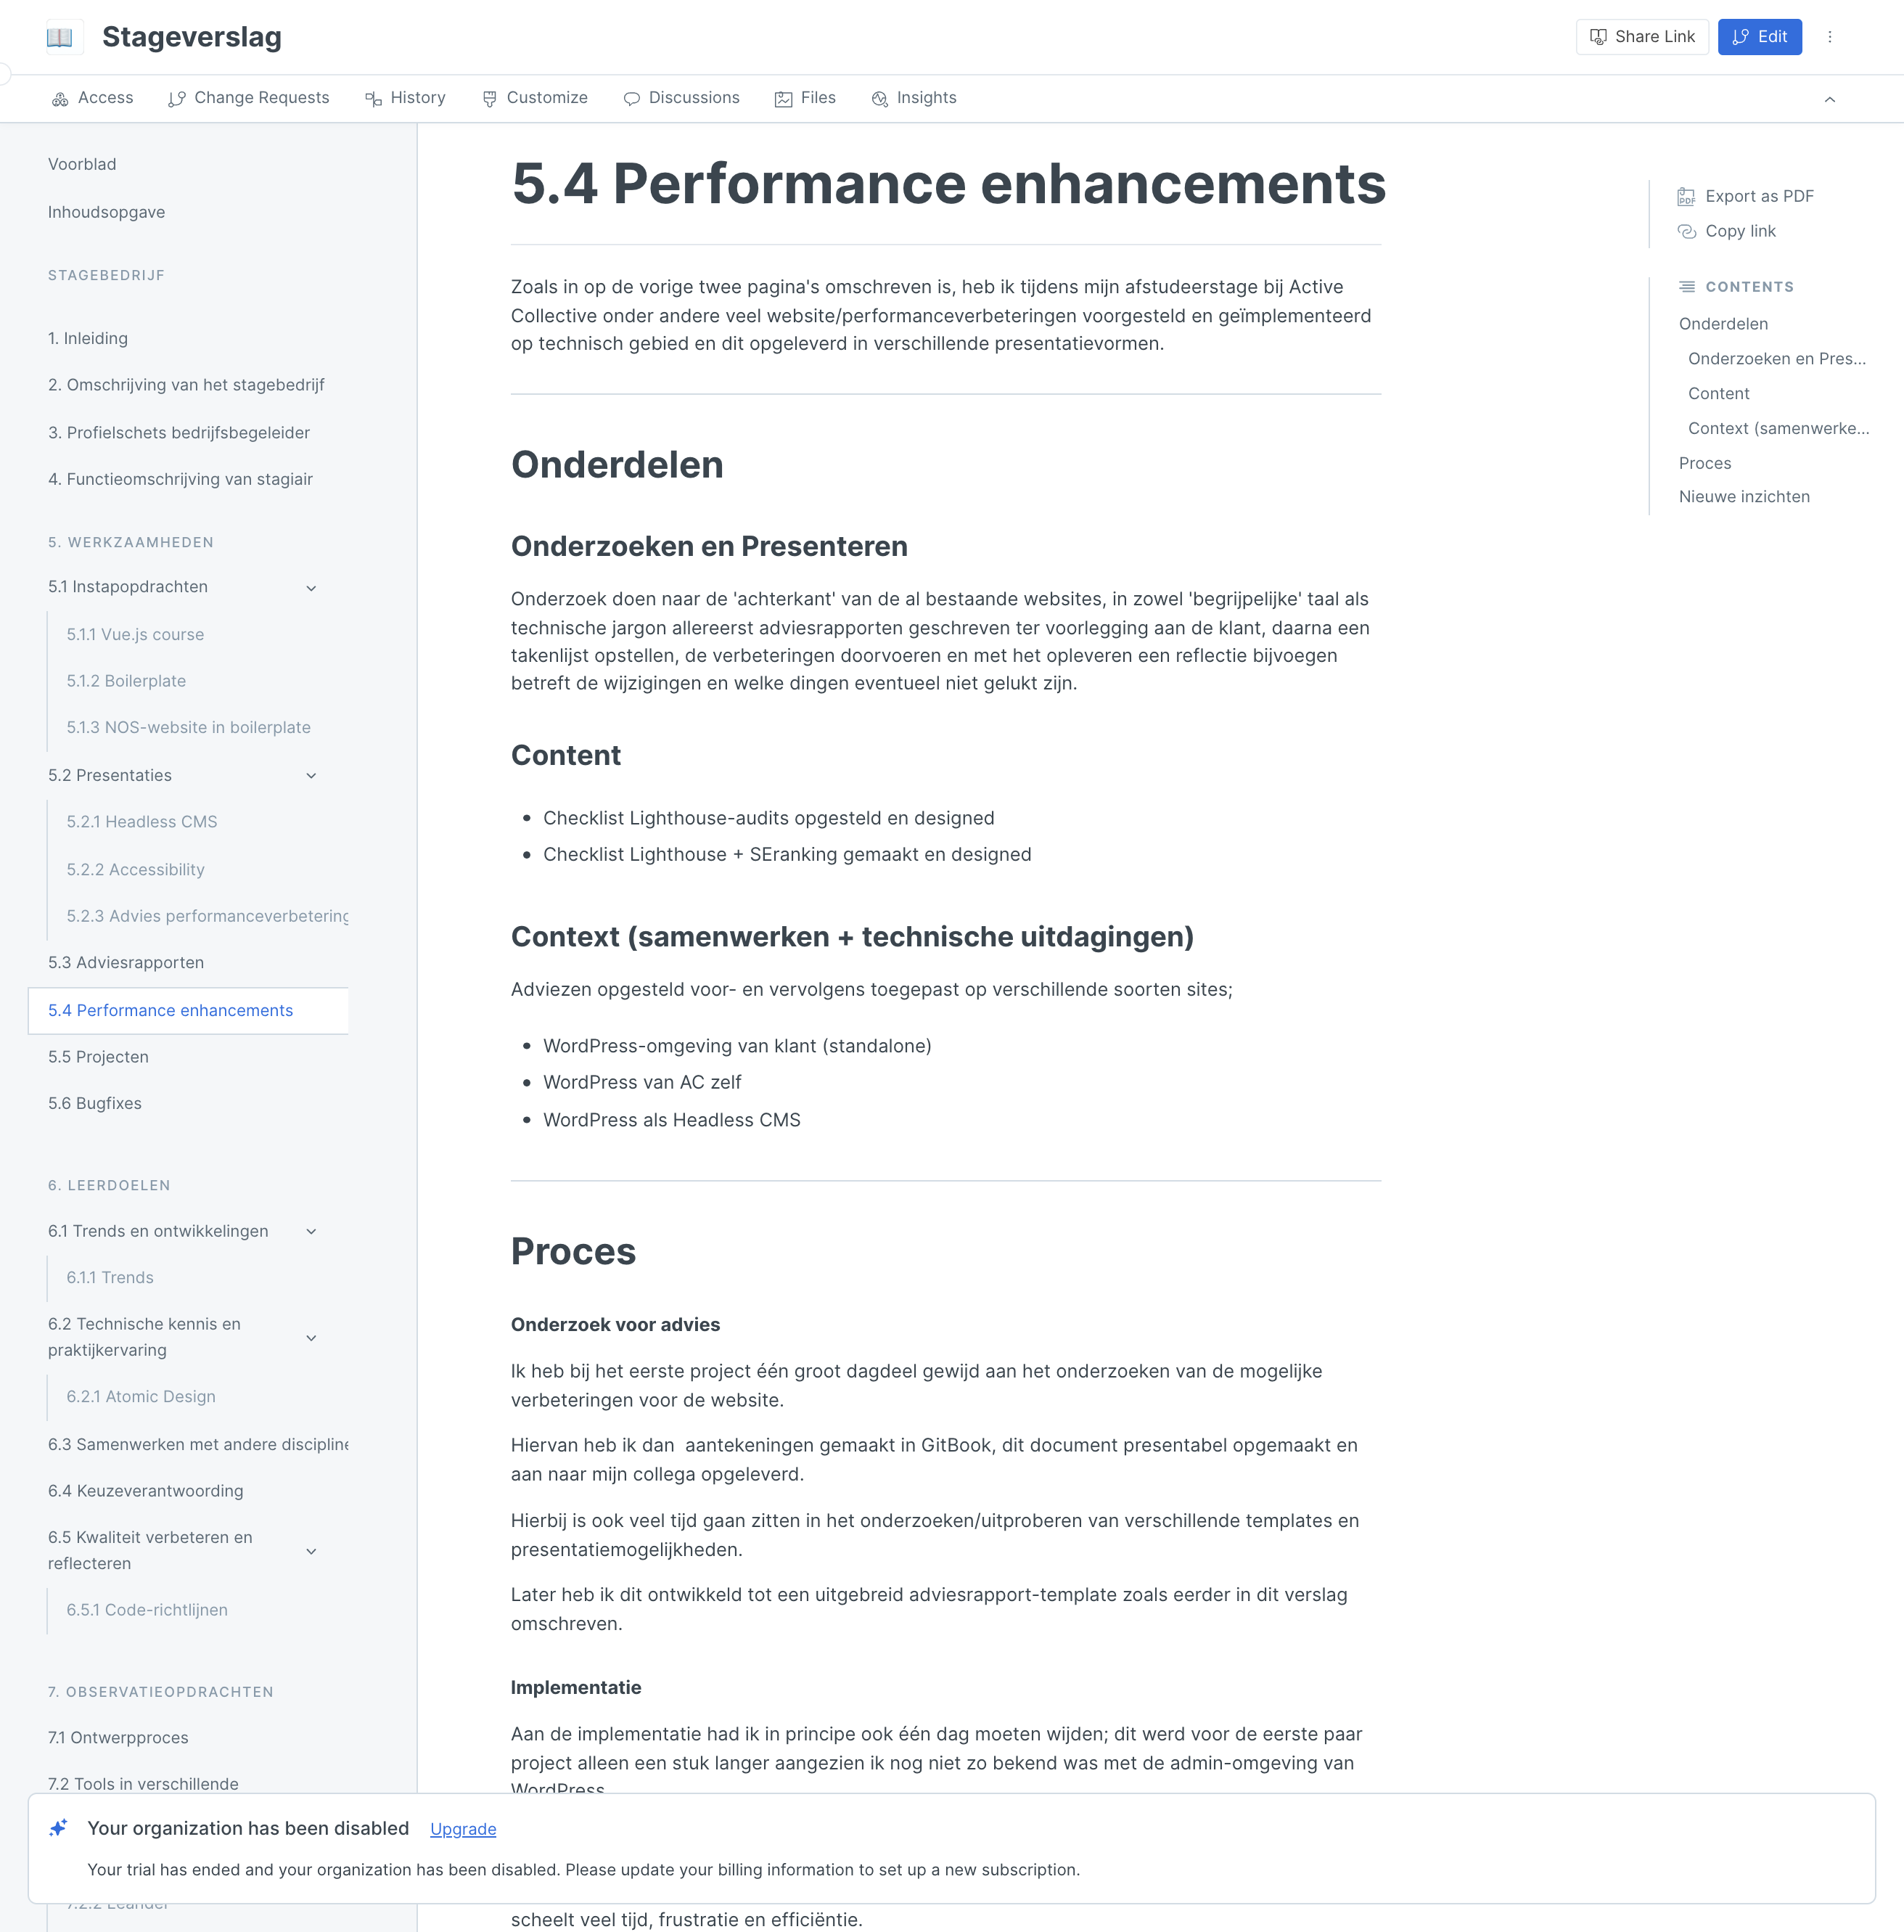 Stageverslag
Share Link
Edit
Access
Change Requests
History
Customize
Discussions
Files
Insights
Voorblad
Inhoudsopgave
STAGEBEDRIJF
1. Inleiding
2. Omschrijving van het stagebedrijf
3. Profielschets bedrijfsbegeleider
4. Functieomschrijving van stagiair
5. WERKZAAMHEDEN
5.1 Instapopdrachten
5.1.1 Vue.js course
5.1.2 Boilerplate
5.1.3 NOS-website in boilerplate
5.2 Presentaties
5.2.1 Headless CMS
5.2.2 Accessibility
5.2.3 Advies performanceverbetering
5.3 Adviesrapporten
5.4 Performance enhancements
5.5 Projecten
5.6 Bugfixes
6. LEERDOELEN
6.1 Trends en ontwikkelingen
6.1.1 Trends
6.2 Technische kennis en
praktijkervaring
6.2.1 Atomic Design
6.3 Samenwerken met andere discipline
6.4 Keuzeverantwoording
6.5 Kwaliteit verbeteren en
reflecteren
6.5.1 Code-richtlijnen
7. OBSERVATIEOPDRACHTEN
7.1 Ontwerpproces
7.2 Tools in verschillende
7.2.2 Leander
5.4 Performance enhancements
Zoals in op de vorige twee pagina's omschreven is, heb ik tijdens mijn afstudeerstage bij Active
Collective onder andere veel website/performanceverbeteringen voorgesteld en geïmplementeerd
op technisch gebied en dit opgeleverd in verschillende presentatievormen.
Onderdelen
Onderzoeken en Presenteren
Onderzoek doen naar de 'achterkant' van de al bestaande websites, in zowel 'begrijpelijke' taal als
technische jargon allereerst adviesrapporten geschreven ter voorlegging aan de klant, daarna een
takenlijst opstellen, de verbeteringen doorvoeren en met het opleveren een reflectie bijvoegen
betreft de wijzigingen en welke dingen eventueel niet gelukt zijn.
Content
• Checklist Lighthouse-audits opgesteld en designed
• Checklist Lighthouse + SEranking gemaakt en designed
Context (samenwerken + technische uitdagingen)
Adviezen opgesteld voor- en vervolgens toegepast op verschillende soorten sites;
• WordPress-omgeving van klant (standalone)
• WordPress van AC zelf
• WordPress als Headless CMS
Proces
Onderzoek voor advies
Ik heb bij het eerste project één groot dagdeel gewijd aan het onderzoeken van de mogelijke
verbeteringen voor de website.
Hiervan heb ik dan  aantekeningen gemaakt in GitBook, dit document presentabel opgemaakt en
aan naar mijn collega opgeleverd.
Hierbij is ook veel tijd gaan zitten in het onderzoeken/uitproberen van verschillende templates en
presentatiemogelijkheden.
Later heb ik dit ontwikkeld tot een uitgebreid adviesrapport-template zoals eerder in dit verslag
omschreven.
Implementatie
Aan de implementatie had ik in principe ook één dag moeten wijden; dit werd voor de eerste paar
project alleen een stuk langer aangezien ik nog niet zo bekend was met de admin-omgeving van
WordPress
scheelt veel tijd, frustratie en efficiëntie.
Export as PDF
Copy link
CONTENTS
Onderdelen
Onderzoeken en Pres...
Content
Context (samenwerke...
Proces
Nieuwe inzichten
Your organization has been disabled Upgrade
Your trial has ended and your organization has been disabled. Please update your billing information to set up a new subscription.